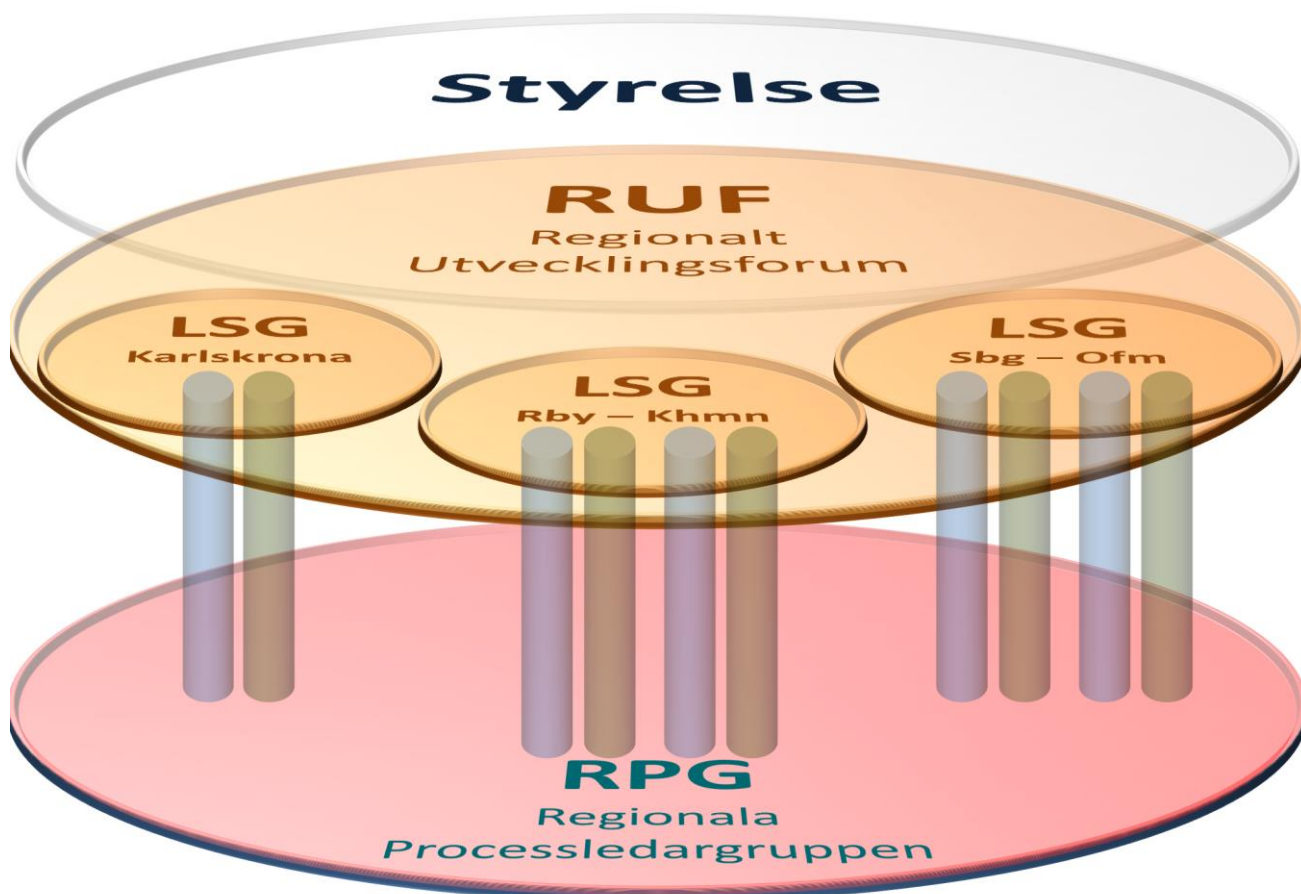 Styrelse
RUF
Regionalt
Utvecklingsforum
LSG
Karlskrona
LSG
Rby – Khmn
LSG
Sbg – Ofm
RPG
Regionala
Processledargruppen